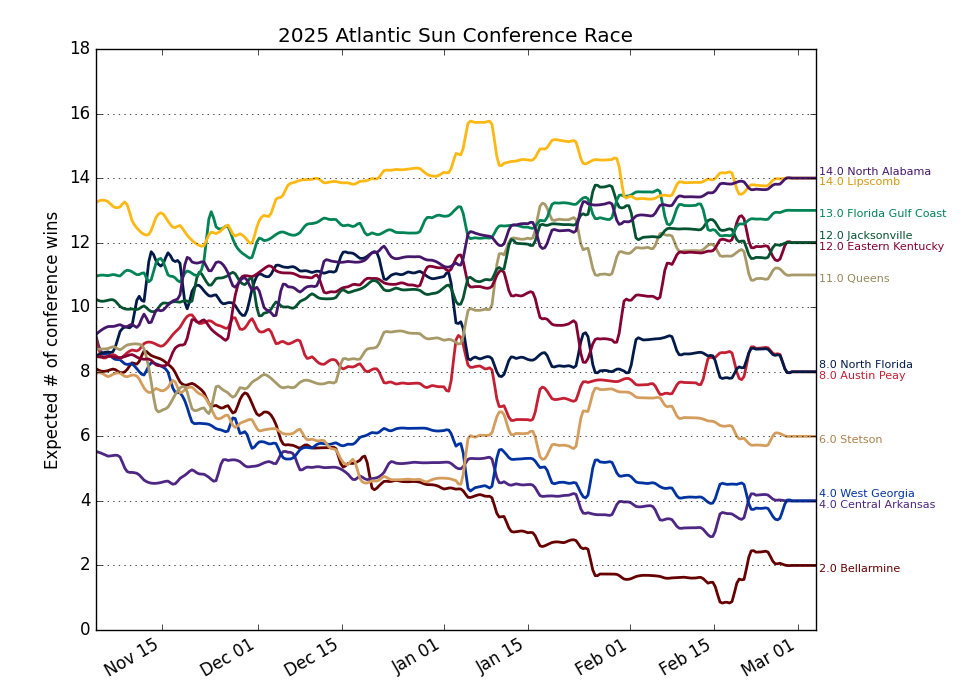 2025 Atlantic Sun Conference Race
Expected # of conference wins
18
16
14
12
10
8
6
4
2
0
Nov 15
Dec 01
Dec 15
Jan 01
Jan 15
Feb 01
Feb 15
Mar 01
14.0 North Alabama
14.0 Lipscomb
13.0 Florida Gulf Coast
12.0 Jacksonville
12.0 Eastern Kentucky
11.0 Queens
8.0 North Florida
8.0 Austin Peay
6.0 Stetson
4.0 West Georgia
4.0 Central Arkansas
2.0 Bellarmine